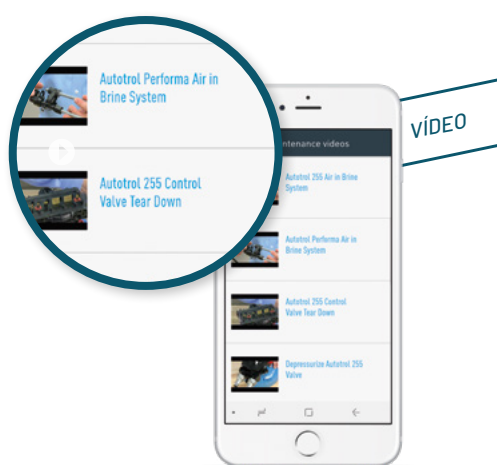 Autotrol Performa Air in
Brine System
Autotrol 255 Control
Valve Tear Down
VÍDEO
ntenance videos
Autotrol 255 Air in Brine
System
Autotrol Performa Air in
Brine System
Autotrol 255 Control
Valve Tear Down
Depressurize Autotrol 255
Valve